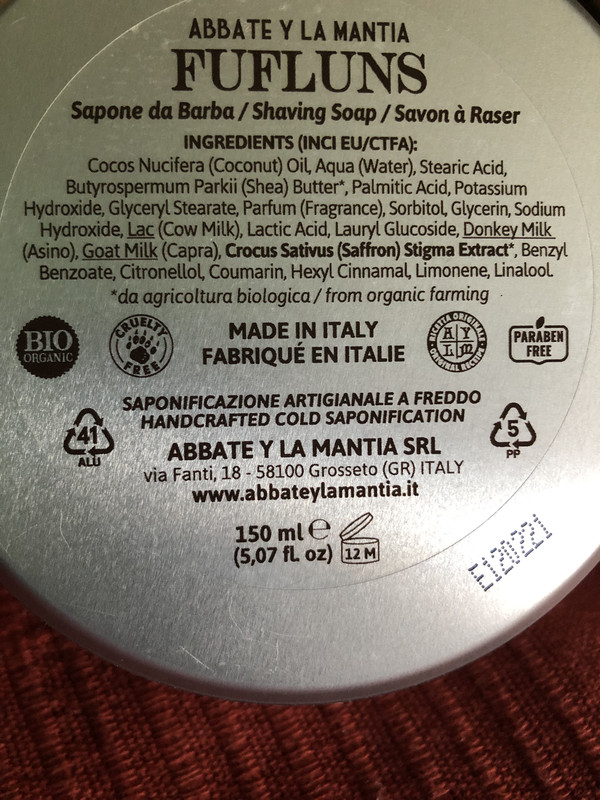 ABBATE Y LA MANTIA
FUFLUNS
Sapone da Barba / Shaving Soap / Savon à Raser
INGREDIENTS (INCI EU/CTFA):
Cocos Nucifera (Coconut) Oil, Aqua (Water), Stearic Acid,
Butyrospermum Parkii (Shea) Butter*, Palmitic Acid, Potassium
Hydroxide, Glyceryl Stearate, Parfum (Fragrance), Sorbitol, Glycerin, Sodium
Hydroxide, Lac (Cow Milk), Lactic Acid, Lauryl Glucoside, Donkey Milk
(Asino), Goat Milk (Capra), Crocus Sativus (Saffron) Stigma Extract*, Benzyl
Benzoate, Citronellol, Coumarin, Hexyl Cinnamal, Limonene, Linalool
*da agricoltura biologica / from organic farming
BIO
ORGANIC
CRUELTY
FREE
MADE IN ITALY
FABRIQUÉ EN ITALIE
RICETTA ORIGINALE
AY
LM
ORIGINAL RECIPE
PARABEN
FREE
SAPONIFICAZIONE ARTIGIANALE A FREDDO
HANDCRAFTED COLD SAPONIFICATION
41
ALU
5
PP
ABBATE Y LA MANTIA SRL
via Fanti, 18 - 58100 Grosseto (GR) ITALY
www.abbateylamantia.it
150 ml e
(5,07 fl. oz)
12 M
E120221